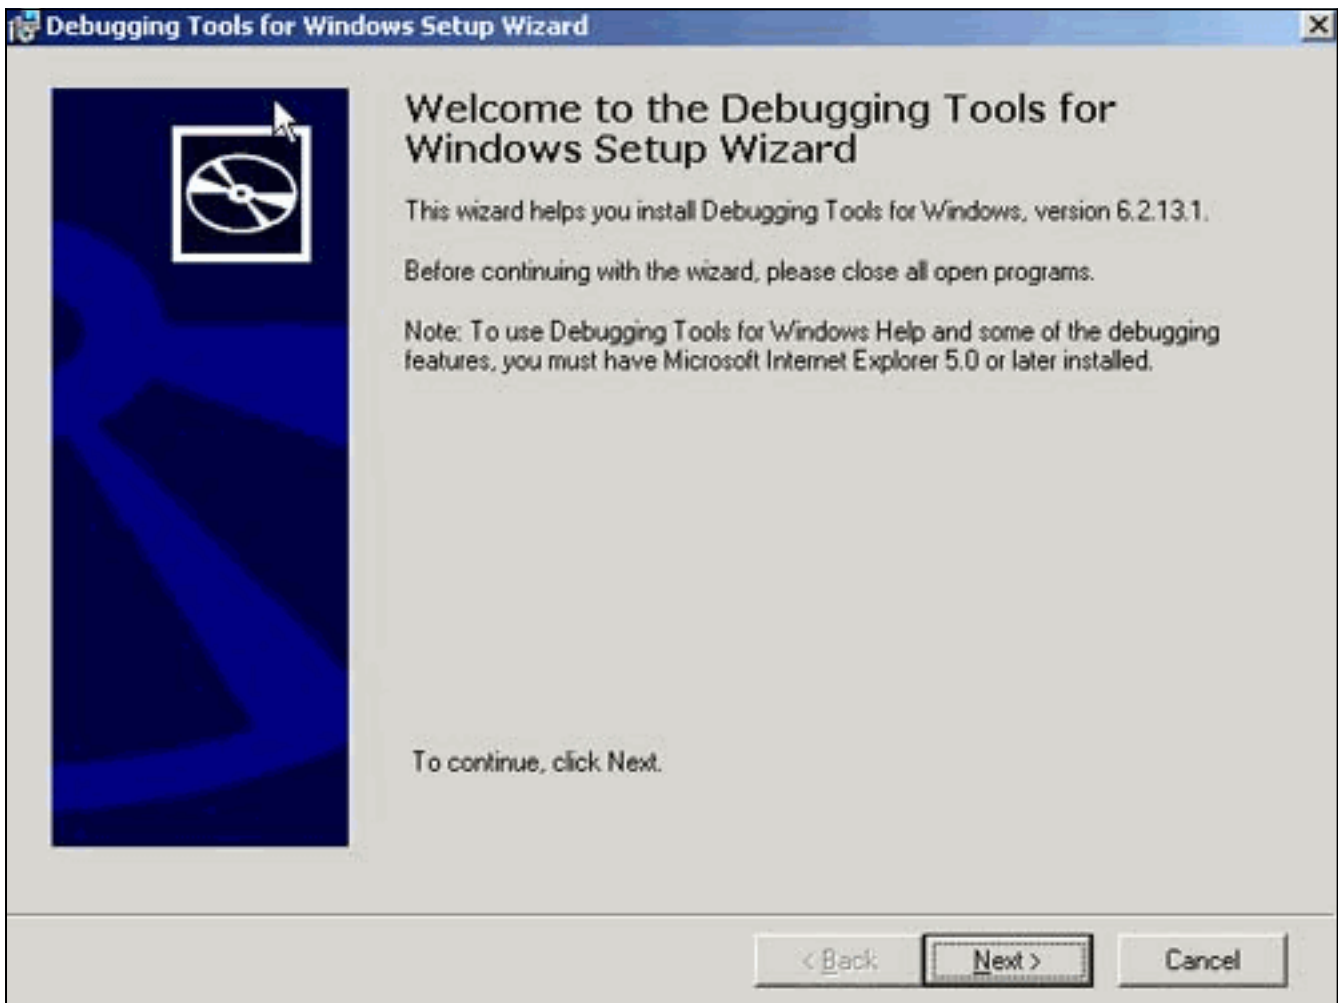 Debugging Tools for Windows Setup Wizard
Welcome to the Debugging Tools for
Windows Setup Wizard
This wizard helps you install Debugging Tools for Windows, version 6.2.13.1.
Before continuing with the wizard, please close all open programs.
Note: To use Debugging Tools for Windows Help and some of the debugging
features, you must have Microsoft Internet Explorer 5.0 or later installed.
To continue, click Next.
< Back Next > Cancel